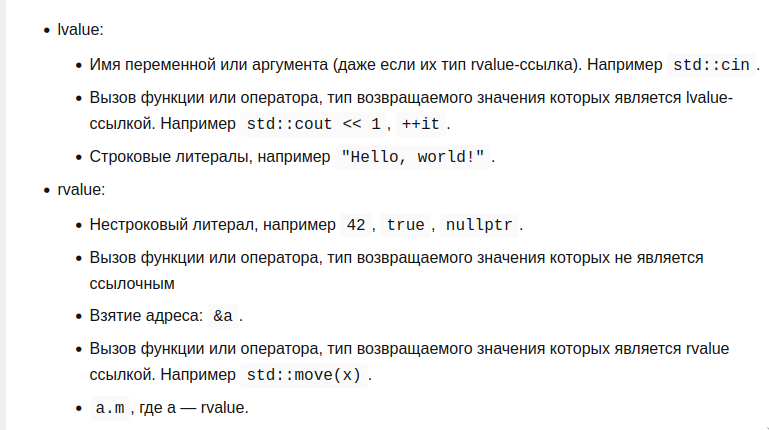 lvalue:
Имя переменной или аргумента (даже если их тип rvalue-ссылка). Например std::cin .
Вызов функции или оператора, тип возвращаемого значения которых является lvalue-
ссылкой. Например std::cout << 1 , ++it .
Строковые литералы, например "Hello, world!" .
rvalue:
Нестроковый литерал, например 42 , true , nullptr .
Вызов функции или оператора, тип возвращаемого значения которых не является
ссылочным
Взятие адреса: &a .
Вызов функции или оператора, тип возвращаемого значения которых является rvalue
ссылкой. Например std::move(x) .
a.m , где a — rvalue.